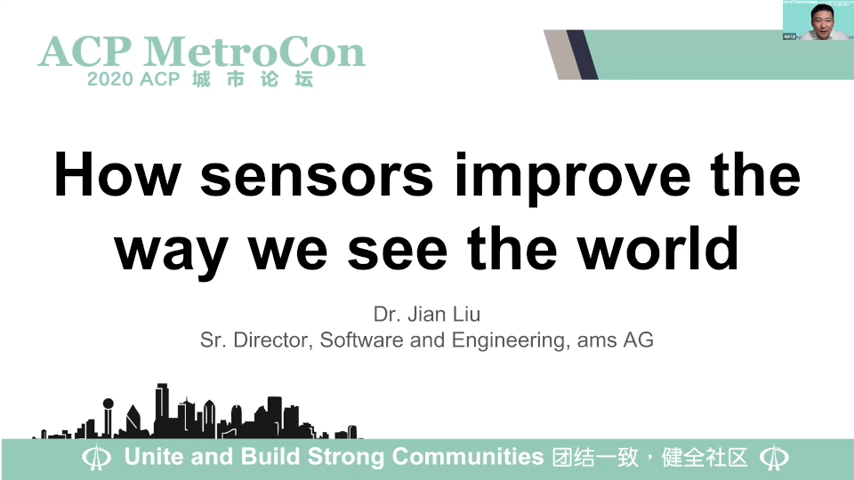 ACP MetroCon
2020 ACP 城市论坛
How sensors improve the
way we see the world
Dr. Jian Liu
Sr. Director, Software and Engineering, ams AG
Unite and Build Strong Communities 团结一致，健全社区